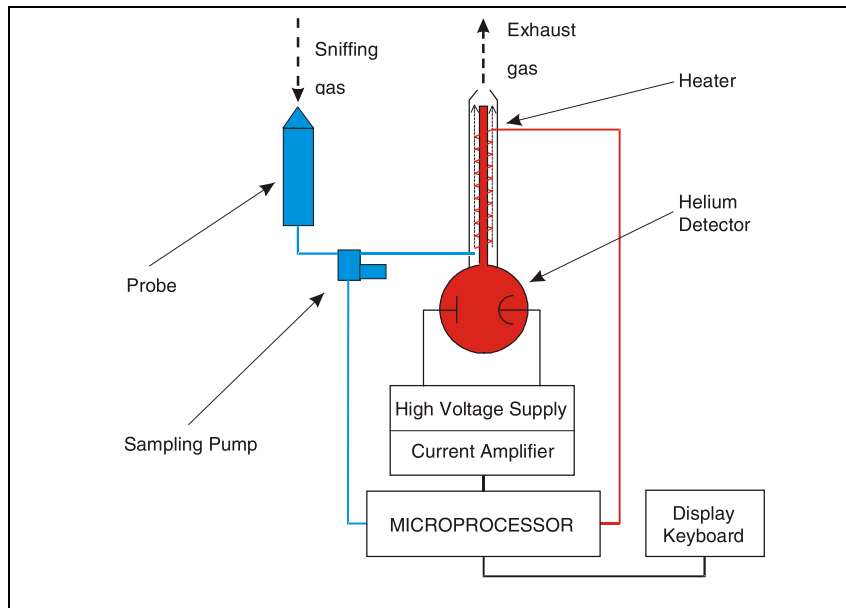 Sniffing
gas
Exhaust
gas
Heater
Helium
Detector
Probe
Sampling Pump
High Voltage Supply
Current Amplifier
MICROPROCESSOR
Display
Keyboard